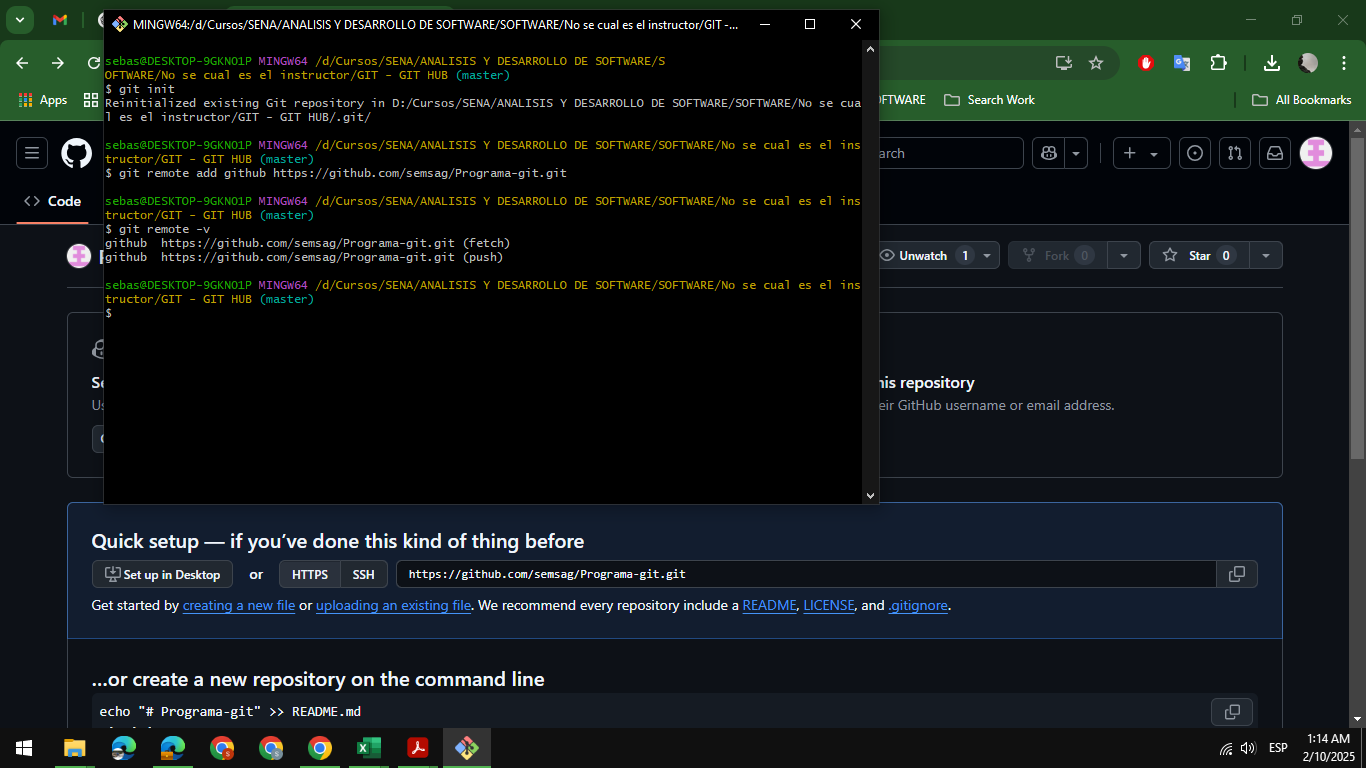 MINGW64:/d/Cursos/SENA/ANALISIS Y DESARROLLO DE SOFTWARE/SOFTWARE/No se cual es el instructor/GIT -...
sebas@DESKTOP-9GKNO1P MINGW64 /d/Cursos/SENA/ANALISIS Y DESARROLLO DE SOFTWARE/S
OFTWARE/No se cual es el instructor/GIT - GIT HUB (master)
$ git init
Reinitialized existing Git repository in D:/Cursos/SENA/ANALISIS Y DESARROLLO DE SOFTWARE/SOFTWARE/No se cua
l es el instructor/GIT - GIT HUB/.git/
sebas@DESKTOP-9GKNO1P MINGW64 /d/Cursos/SENA/ANALISIS Y DESARROLLO DE SOFTWARE/SOFTWARE/No se cual es el ins
tructor/GIT - GIT HUB (master)
$ git remote add github https://github.com/semsag/Programa-git.git
sebas@DESKTOP-9GKNO1P MINGW64 /d/Cursos/SENA/ANALISIS Y DESARROLLO DE SOFTWARE/SOFTWARE/No se cual es el ins
tructor/GIT - GIT HUB (master)
$ git remote -v
github https://github.com/semsag/Programa-git.git (fetch)
github https://github.com/semsag/Programa-git.git (push)
sebas@DESKTOP-9GKNO1P MINGW64 /d/Cursos/SENA/ANALISIS Y DESARROLLO DE SOFTWARE/SOFTWARE/No se cual es el ins
tructor/GIT - GIT HUB (master)
$
Apps
Search Work
All Bookmarks
Code
Unwatch 1
Fork 0
Star 0
repository
GitHub username or email address.
Quick setup — if you’ve done this kind of thing before
Set up in Desktop or HTTPS SSH https://github.com/semsag/Programa-git.git
Get started by creating a new file or uploading an existing file. We recommend every repository include a README, LICENSE, and .gitignore.
...or create a new repository on the command line
echo "# Programa-git" >> README.md
ESP
1:14 AM
2/10/2025